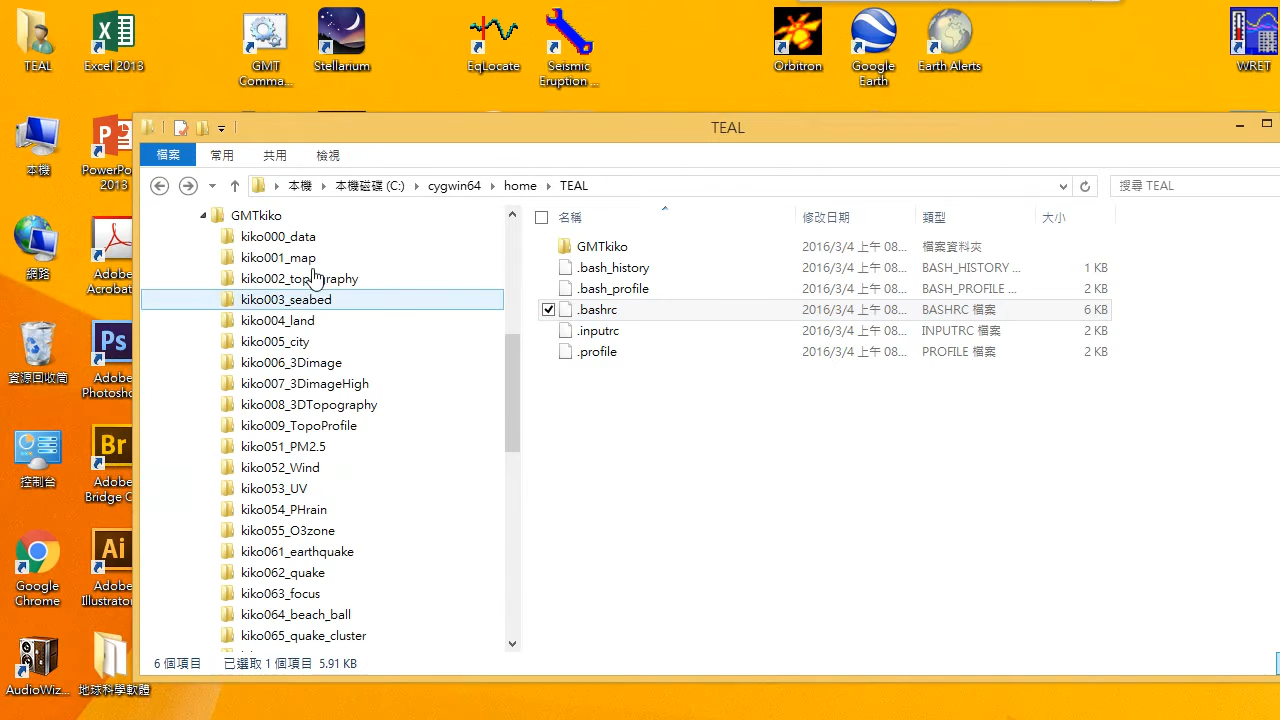 TEAL
Excel 2013
GMT
Comma...
Stellarium
EqLocate
Seismic
Eruption ...
Orbitron
Google
Earth
Earth Alerts
WRET
本機
PowerPo
2013
網路
Adobe
Acrobat
資源回收筒
Ps
Adobe
Photosho
控制台
Br
Adobe
Bridge C
Google
Chrome
Ai
Adobe
Illustrator
AudioWiz...
地球科學軟體
TEAL
檔案
常用
共用
檢視
本機
本機磁碟 (C:)
cygwin64
home
TEAL
搜尋 TEAL
GMTkiko
kiko000_data
kiko001_map
kiko002_topography
kiko003_seabed
kiko004_land
kiko005_city
kiko006_3Dimage
kiko007_3DimageHigh
kiko008_3DTopography
kiko009_TopoProfile
kiko051_PM2.5
kiko052_Wind
kiko053_UV
kiko054_PHrain
kiko055_O3zone
kiko061_earthquake
kiko062_quake
kiko063_focus
kiko064_beach_ball
kiko065_quake_cluster
名稱 修改日期 類型 大小
GMTkiko 2016/3/4 上午 08... 檔案資料夾
.bash_history 2016/3/4 上午 08... BASH_HISTORY ... 1 KB
.bash_profile 2016/3/4 上午 08... BASH_PROFILE ... 2 KB
.bashrc 2016/3/4 上午 08... BASHRC 檔案 6 KB
.inputrc 2016/3/4 上午 08... INPUTRC 檔案 2 KB
.profile 2016/3/4 上午 08... PROFILE 檔案 2 KB
6 個項目 已選取 1 個項目 5.91 KB